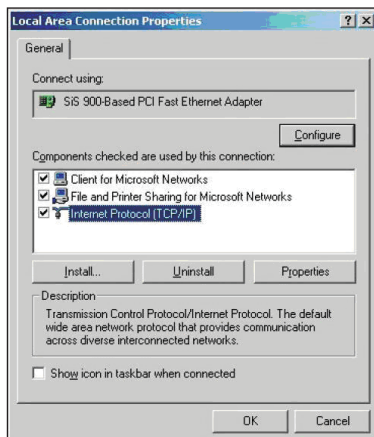 Local Area Connection Properties
General
Connect using:
SiS 900-Based PCI Fast Ethernet Adapter
Configure
Components checked are used by this connection:
Client for Microsoft Networks
File and Printer Sharing for Microsoft Networks
Internet Protocol (TCP/IP)
Install...
Uninstall
Properties
Description
Transmission Control Protocol/Internet Protocol. The default
wide area network protocol that provides communication
across diverse interconnected networks.
Show icon in taskbar when connected
OK
Cancel